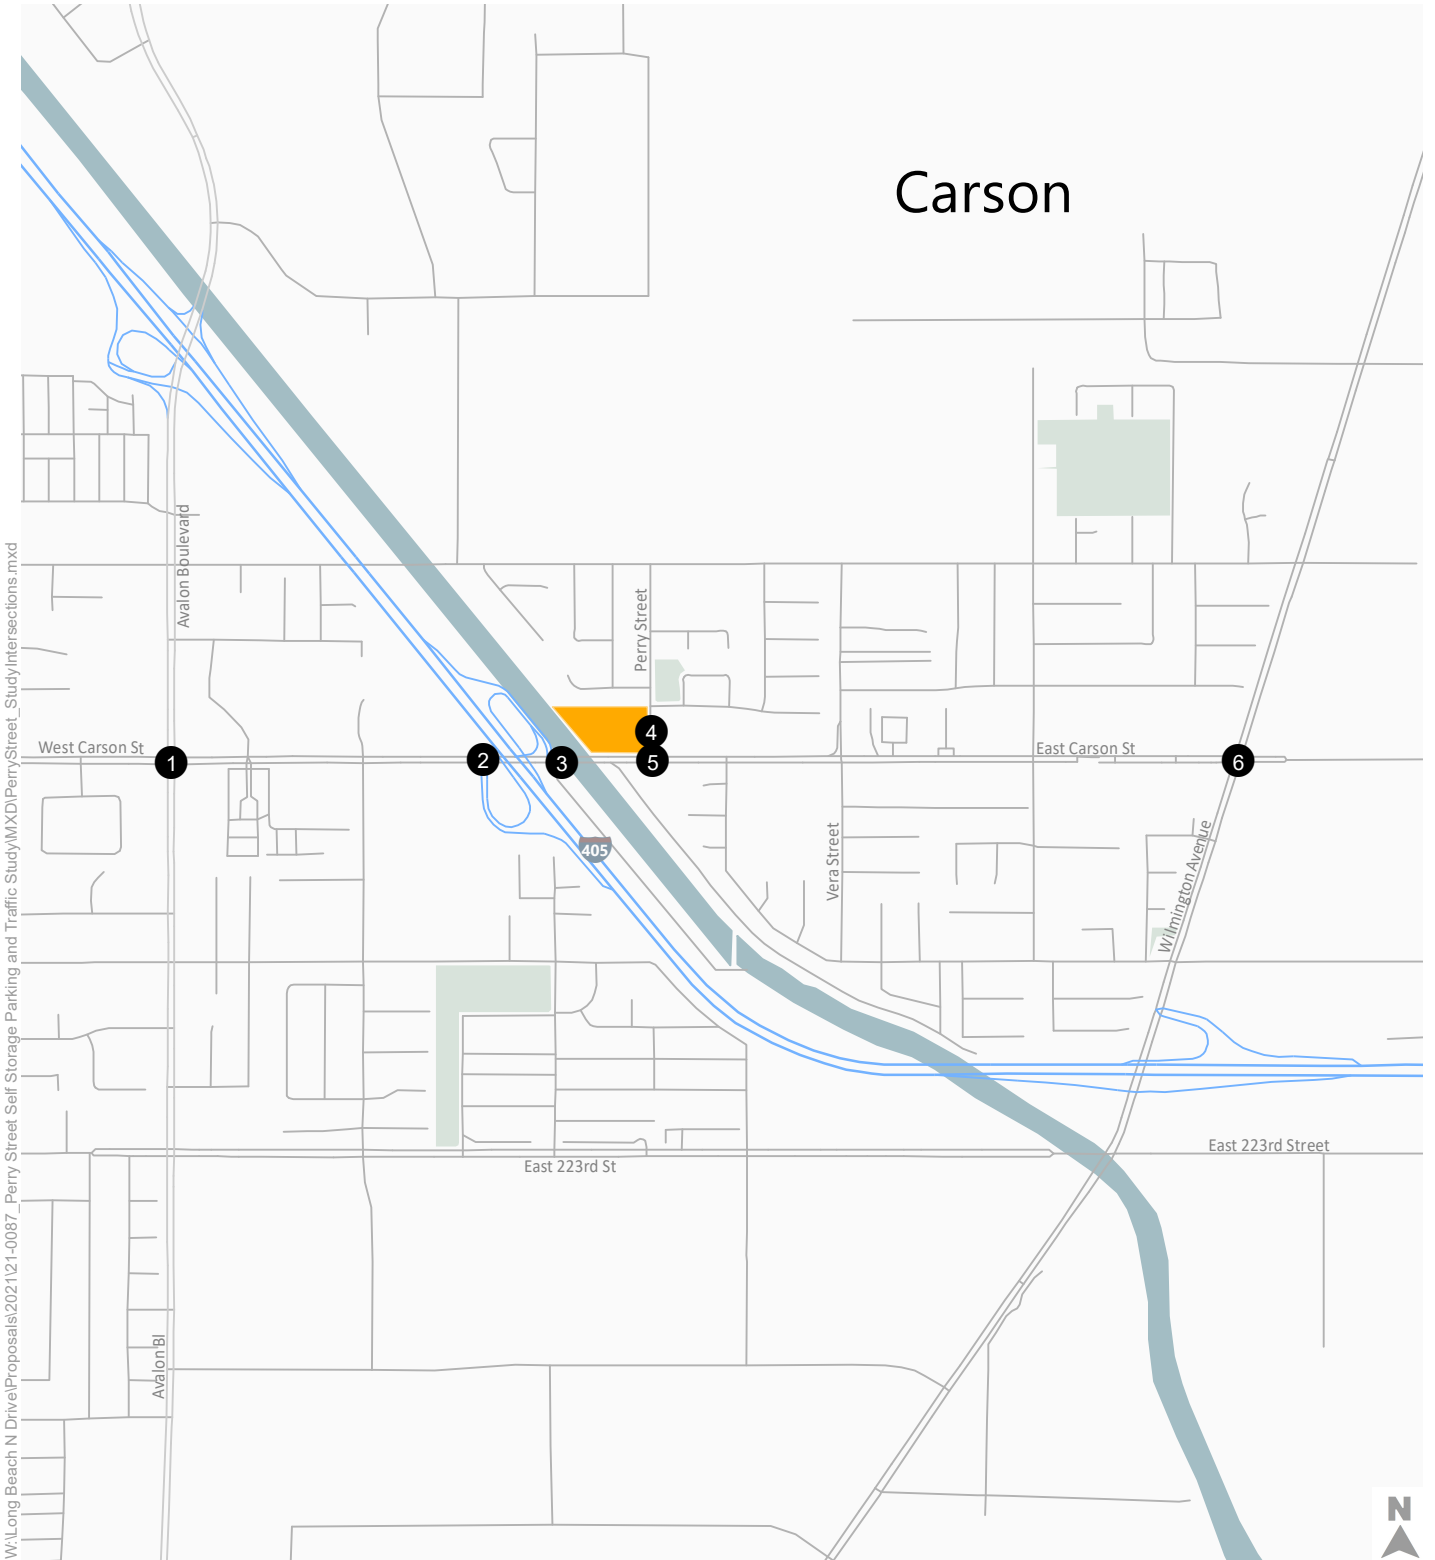 Carson
Avalon Boulevard
Perry Street
4
West Carson St
1
2
3
5
East Carson St
6
405
Vera Street
Wilmington Avenue
East 223rd St
East 223rd Street
Avalon Bl
N
W:\Long Beach N Drive\Proposals\2021\21-0087_Perry Street Self Storage Parking and Traffic Study\MXD\PerryStreet_StudyIntersections.mxd